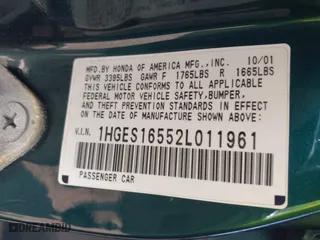 MFD.BY HONDA OF AMERICA MFG.,INC. 10/01
GVWR 3395LBS GAWR F 1765LBS R 1665LBS
THIS VEHICLE CONFORMS TO ALL APPLICABLE
FEDERAL MOTOR VEHICLE SAFETY,BUMPER,
AND THEFT PREVENTION STANDARDS IN EFFECT
ON THE DATE OF MANUFACTURE SHOWN ABOVE.
V.I.N. 1HGES16552L011961
PASSENGER CAR